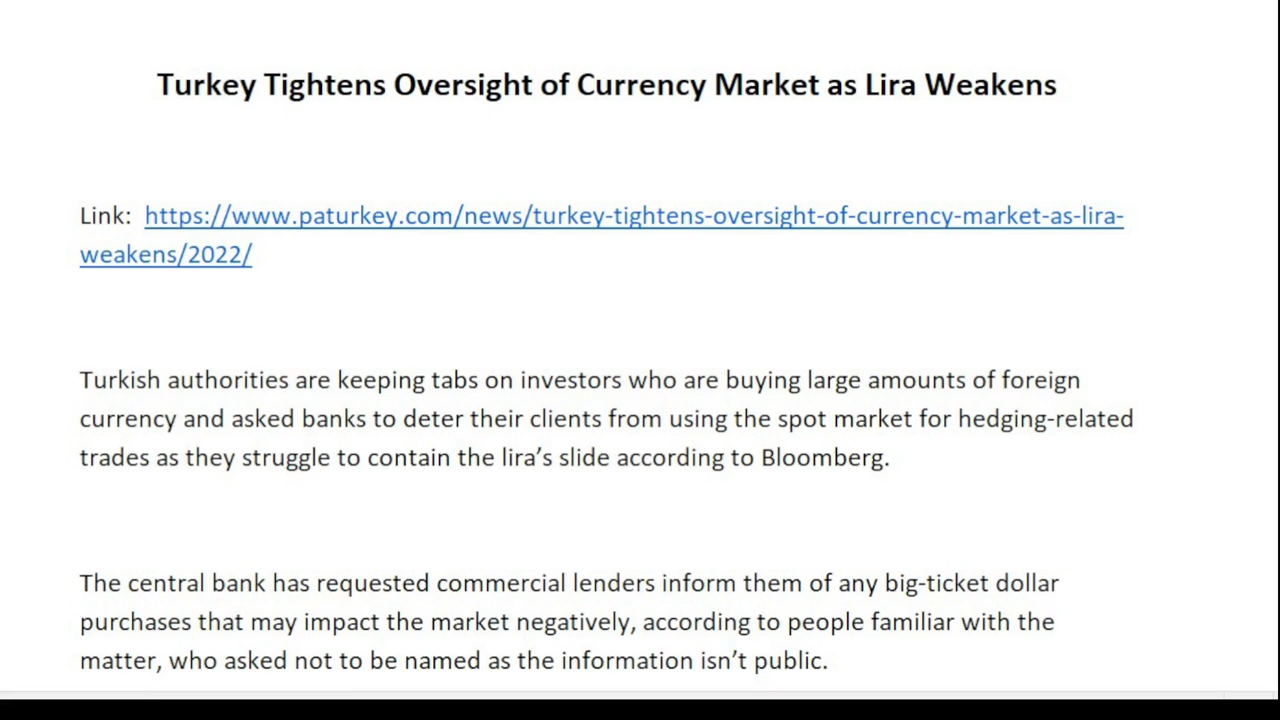 Turkey Tightens Oversight of Currency Market as Lira Weakens
Link: https://www.paturkey.com/news/turkey-tightens-oversight-of-currency-market-as-lira-
weakens/2022/
Turkish authorities are keeping tabs on investors who are buying large amounts of foreign
currency and asked banks to deter their clients from using the spot market for hedging-related
trades as they struggle to contain the lira’s slide according to Bloomberg.
The central bank has requested commercial lenders inform them of any big-ticket dollar
purchases that may impact the market negatively, according to people familiar with the
matter, who asked not to be named as the information isn’t public.